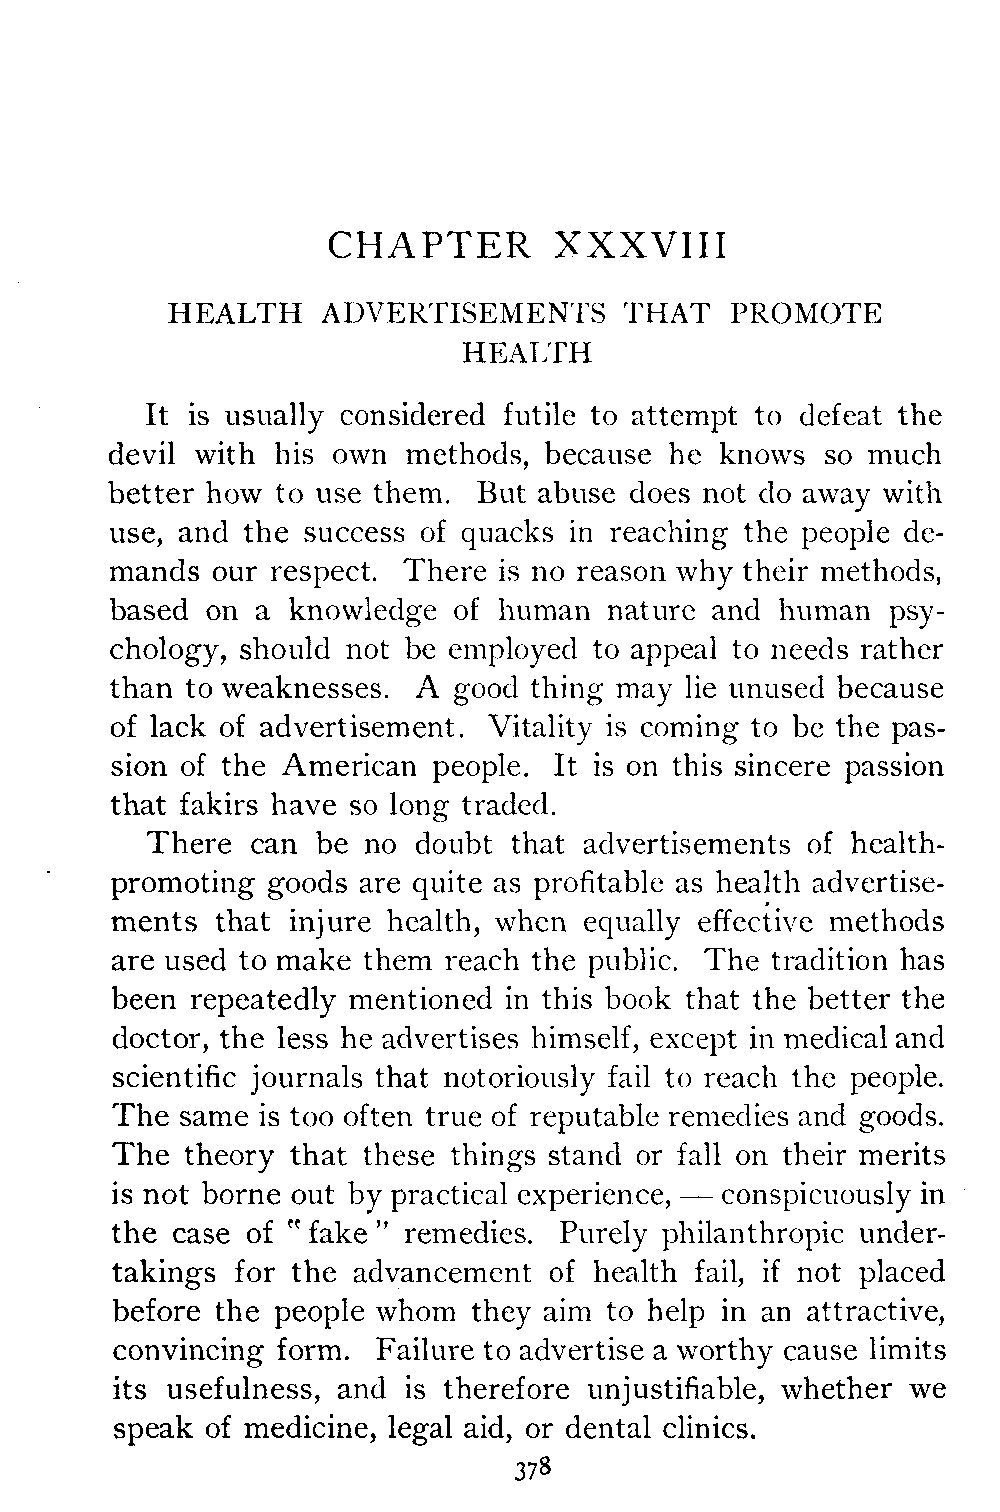 CHAPTER XXXVIII
HEALTH ADVERTISEMENTS THAT PROMOTE
HEALTH
It is usually considered futile to attempt to defeat the
devil with his own methods, because he knows so much
better how to use them. But abuse does not do away with
use, and the success of quacks in reaching the people de-
mands our respect. There is no reason why their methods,
based on a knowledge of human nature and human psy-
chology, should not be employed to appeal to needs rather
than to weaknesses. A good thing may lie unused because
of lack of advertisement. Vitality is coming to be the pas-
sion of the American people. It is on this sincere passion
that fakirs have so long traded.
There can be no doubt that advertisements of health-
promoting goods are quite as profitable as health advertise-
ments that injure health, when equally effective methods
are used to make them reach the public. The tradition has
been repeatedly mentioned in this book that the better the
doctor, the less he advertises himself, except in medical and
scientific journals that notoriously fail to reach the people.
The same is too often true of reputable remedies and goods.
The theory that these things stand or fall on their merits
is not borne out by practical experience, — conspicuously in
the case of "fake" remedies. Purely philanthropic under-
takings for the advancement of health fail, if not placed
before the people whom they aim to help in an attractive,
convincing form. Failure to advertise a worthy cause limits
its usefulness, and is therefore unjustifiable, whether we
speak of medicine, legal aid, or dental clinics.
378